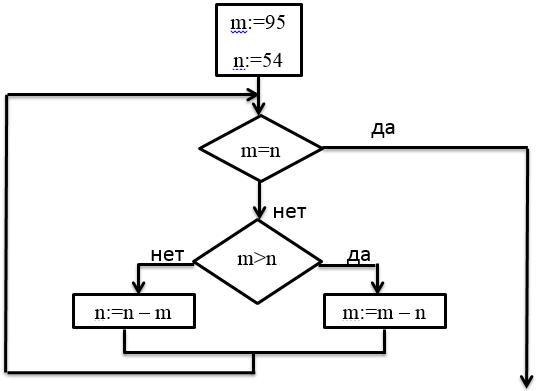 m:=95
n:=54
m=n
да
нет
m>n
нет
да
n:=n – m
m:=m – n